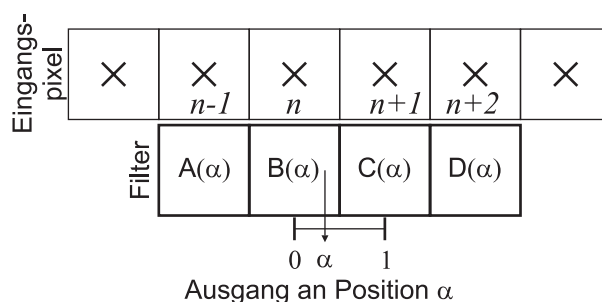 Eingangs-
pixel
n-1 n n+1 n+2
Filter
A(α) B(α) C(α) D(α)
0 α 1
Ausgang an Position α